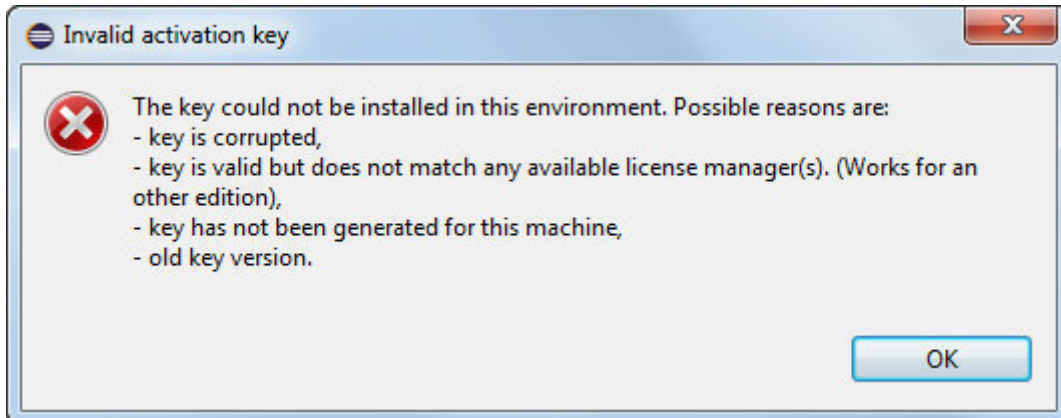 Invalid activation key
The key could not be installed in this environment. Possible reasons are:
- key is corrupted,
- key is valid but does not match any available license manager(s). (Works for an
other edition),
- key has not been generated for this machine,
- old key version.
OK